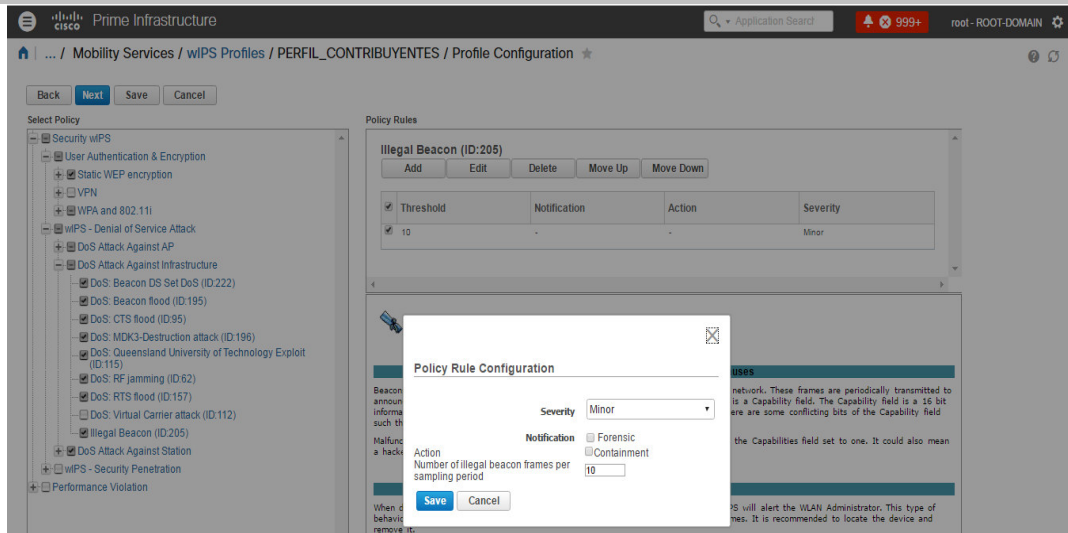 cisco Prime Infrastructure
Application Search
999+
root - ROOT-DOMAIN
... / Mobility Services / wIPS Profiles / PERFIL_CONTRIBUYENTES / Profile Configuration
Back Next Save Cancel
Select Policy
Security wIPS
User Authentication & Encryption
Static WEP encryption
VPN
WPA and 802.11i
wIPS - Denial of Service Attack
DoS Attack Against AP
DoS Attack Against Infrastructure
DoS: Beacon DS Set DoS (ID:222)
DoS: Beacon flood (ID:195)
DoS: CTS flood (ID:95)
DoS: MDK3-Destruction attack (ID:196)
DoS: Queensland University of Technology Exploit
(ID:115)
DoS: RF jamming (ID:62)
DoS: RTS flood (ID:157)
DoS: Virtual Carrier attack (ID:112)
Illegal Beacon (ID:205)
DoS Attack Against Station
wIPS - Security Penetration
Performance Violation
Policy Rules
Illegal Beacon (ID:205)
Add Edit Delete Move Up Move Down
Threshold Notification Action Severity
10 - - Minor
uses
Beacon network. These frames are periodically transmitted to
announ is a Capability field. The Capability field is a 16 bit
informa ere are some conflicting bits of the Capability field
such th
Malfunc the Capabilities field set to one. It could also mean
a hacke
When d PS will alert the WLAN Administrator. This type of
behavio mes. It is recommended to locate the device and
remove it.
Policy Rule Configuration
Severity Minor
Notification Forensic
Action Containment
Number of illegal beacon frames per
sampling period 10
Save Cancel